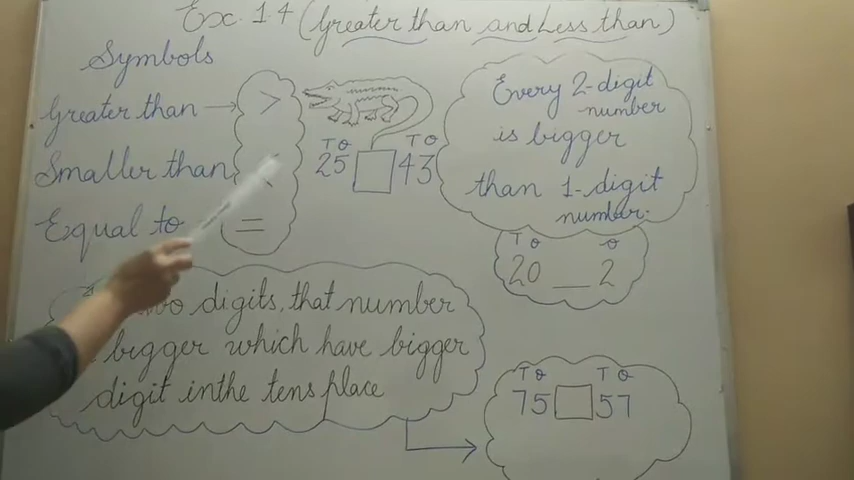 Ex. 1.4 (Greater than and Less than)
Symbols
Greater than → >
Smaller than
Equal to =
T O T O
25 □ 43
Every 2-digit
number
is bigger
than 1-digit
number.
T O O
20 __ 2
digits, that number
bigger which have bigger
digit in the tens place
T O T O
75 □ 57